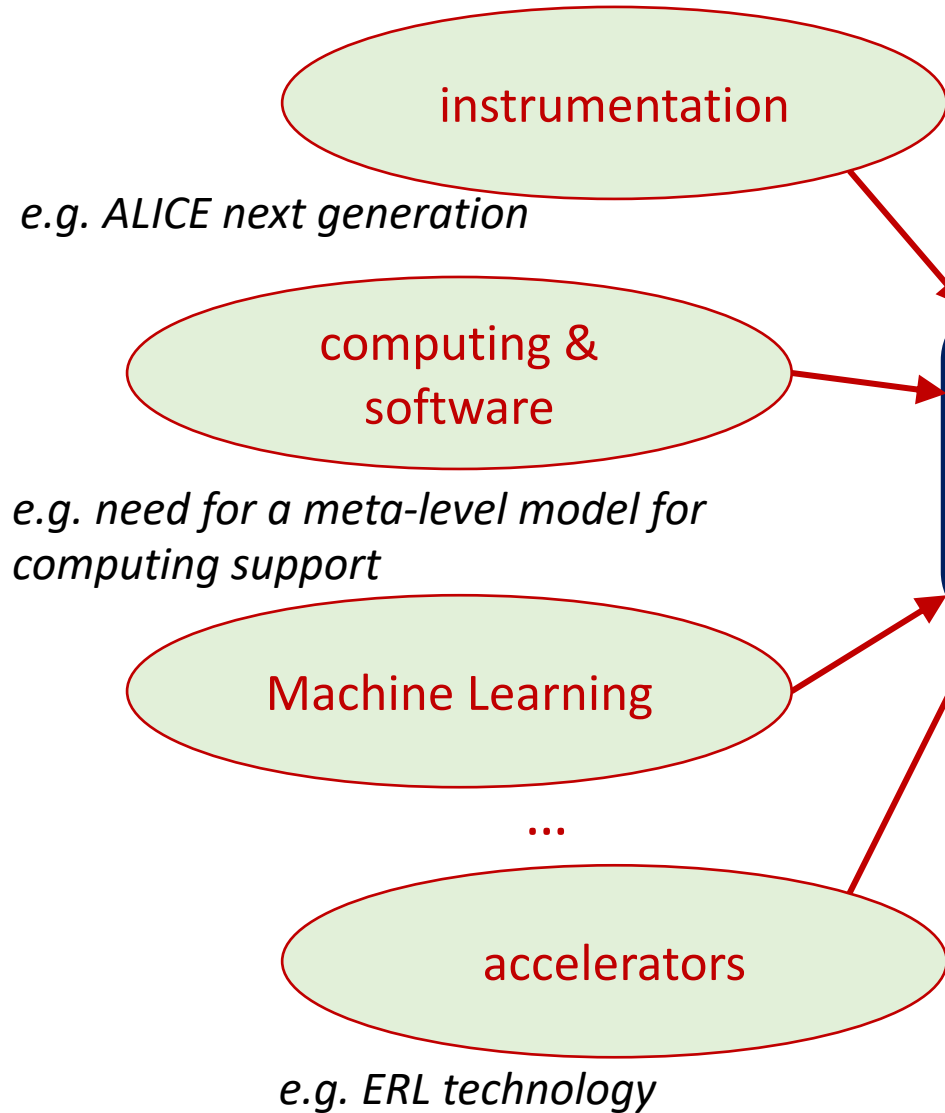 instrumentation
e.g. ALICE next generation
computing &
software
e.g. need for a meta-level model for
computing support
Machine Learning
...
accelerators
e.g. ERL technology